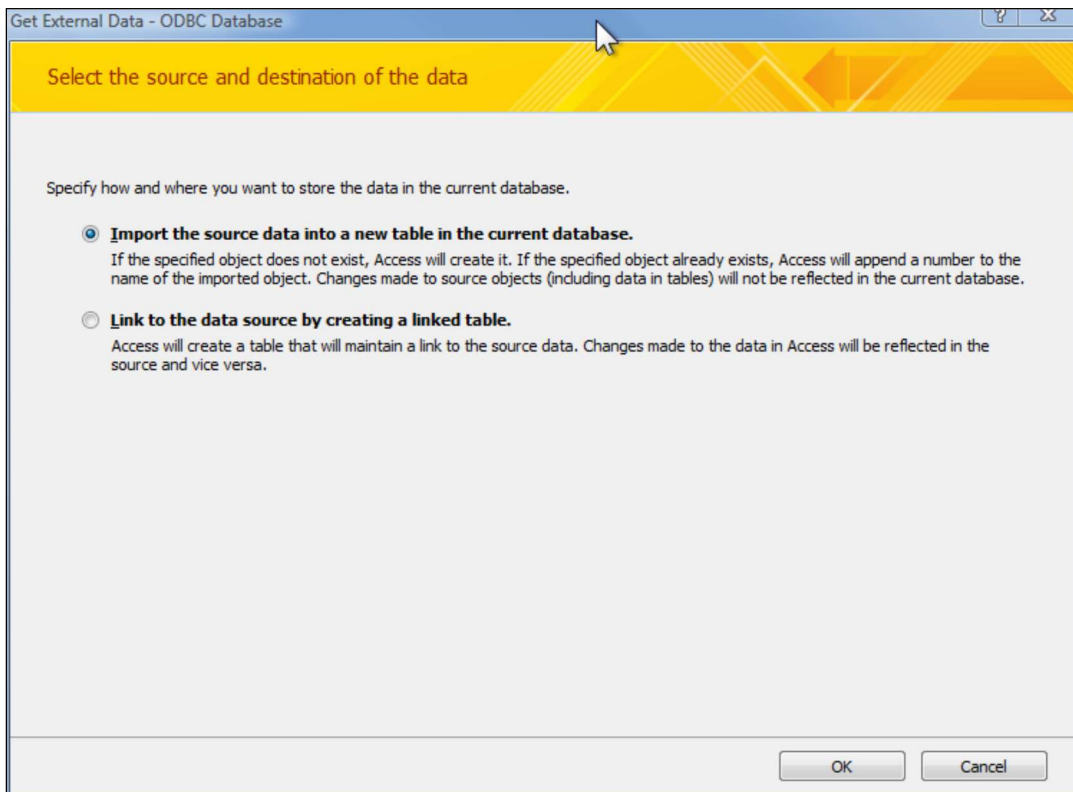 Get External Data - ODBC Database
Select the source and destination of the data
Specify how and where you want to store the data in the current database.
Import the source data into a new table in the current database.
If the specified object does not exist, Access will create it. If the specified object already exists, Access will append a number to the
name of the imported object. Changes made to source objects (including data in tables) will not be reflected in the current database.
Link to the data source by creating a linked table.
Access will create a table that will maintain a link to the source data. Changes made to the data in Access will be reflected in the
source and vice versa.
OK
Cancel